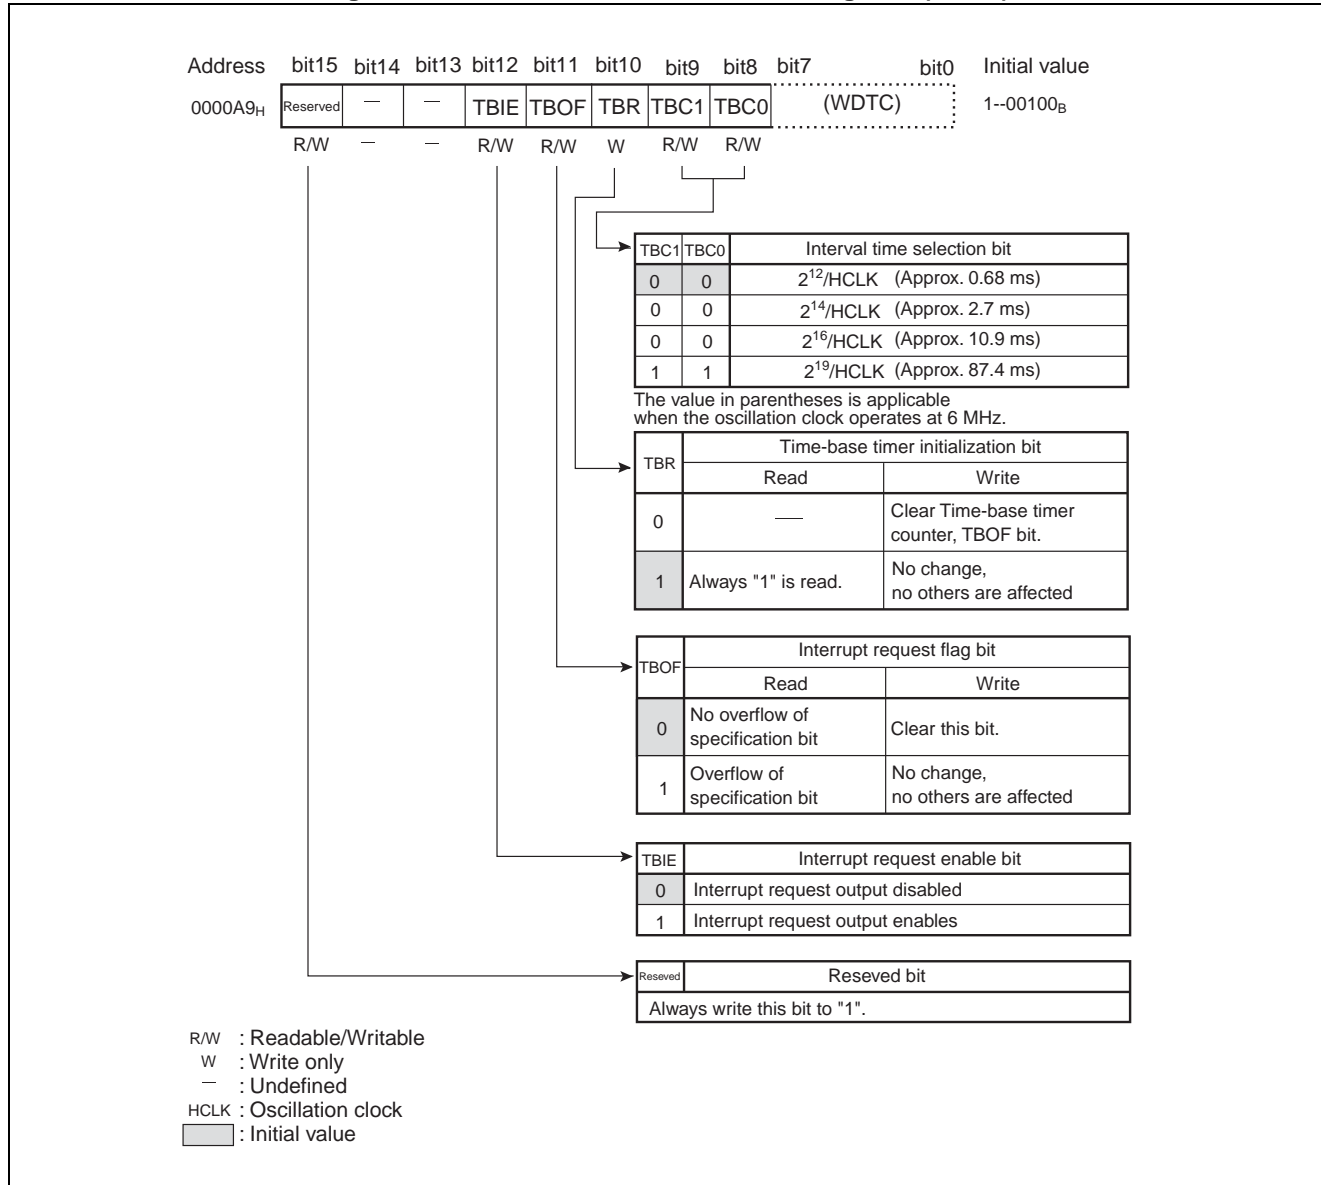 Address bit15 bit14 bit13 bit12 bit11 bit10 bit9 bit8 bit7 bit0 Initial value
0000A9H Reserved — — TBIE TBOF TBR TBC1 TBC0 (WDTC) 1--00100B
R/W — — R/W R/W W R/W R/W
TBC1 TBC0 Interval time selection bit
0 0 2^12/HCLK (Approx. 0.68 ms)
0 0 2^14/HCLK (Approx. 2.7 ms)
0 0 2^16/HCLK (Approx. 10.9 ms)
1 1 2^19/HCLK (Approx. 87.4 ms)
The value in parentheses is applicable
when the oscillation clock operates at 6 MHz.
TBR Time-base timer initialization bit
Read Write
0 — Clear Time-base timer
counter, TBOF bit.
1 Always "1" is read. No change,
no others are affected
TBOF Interrupt request flag bit
Read Write
0 No overflow of
specification bit Clear this bit.
1 Overflow of
specification bit No change,
no others are affected
TBIE Interrupt request enable bit
0 Interrupt request output disabled
1 Interrupt request output enables
Reseved Reseved bit
Always write this bit to "1".
R/W : Readable/Writable
W : Write only
— : Undefined
HCLK : Oscillation clock
: Initial value